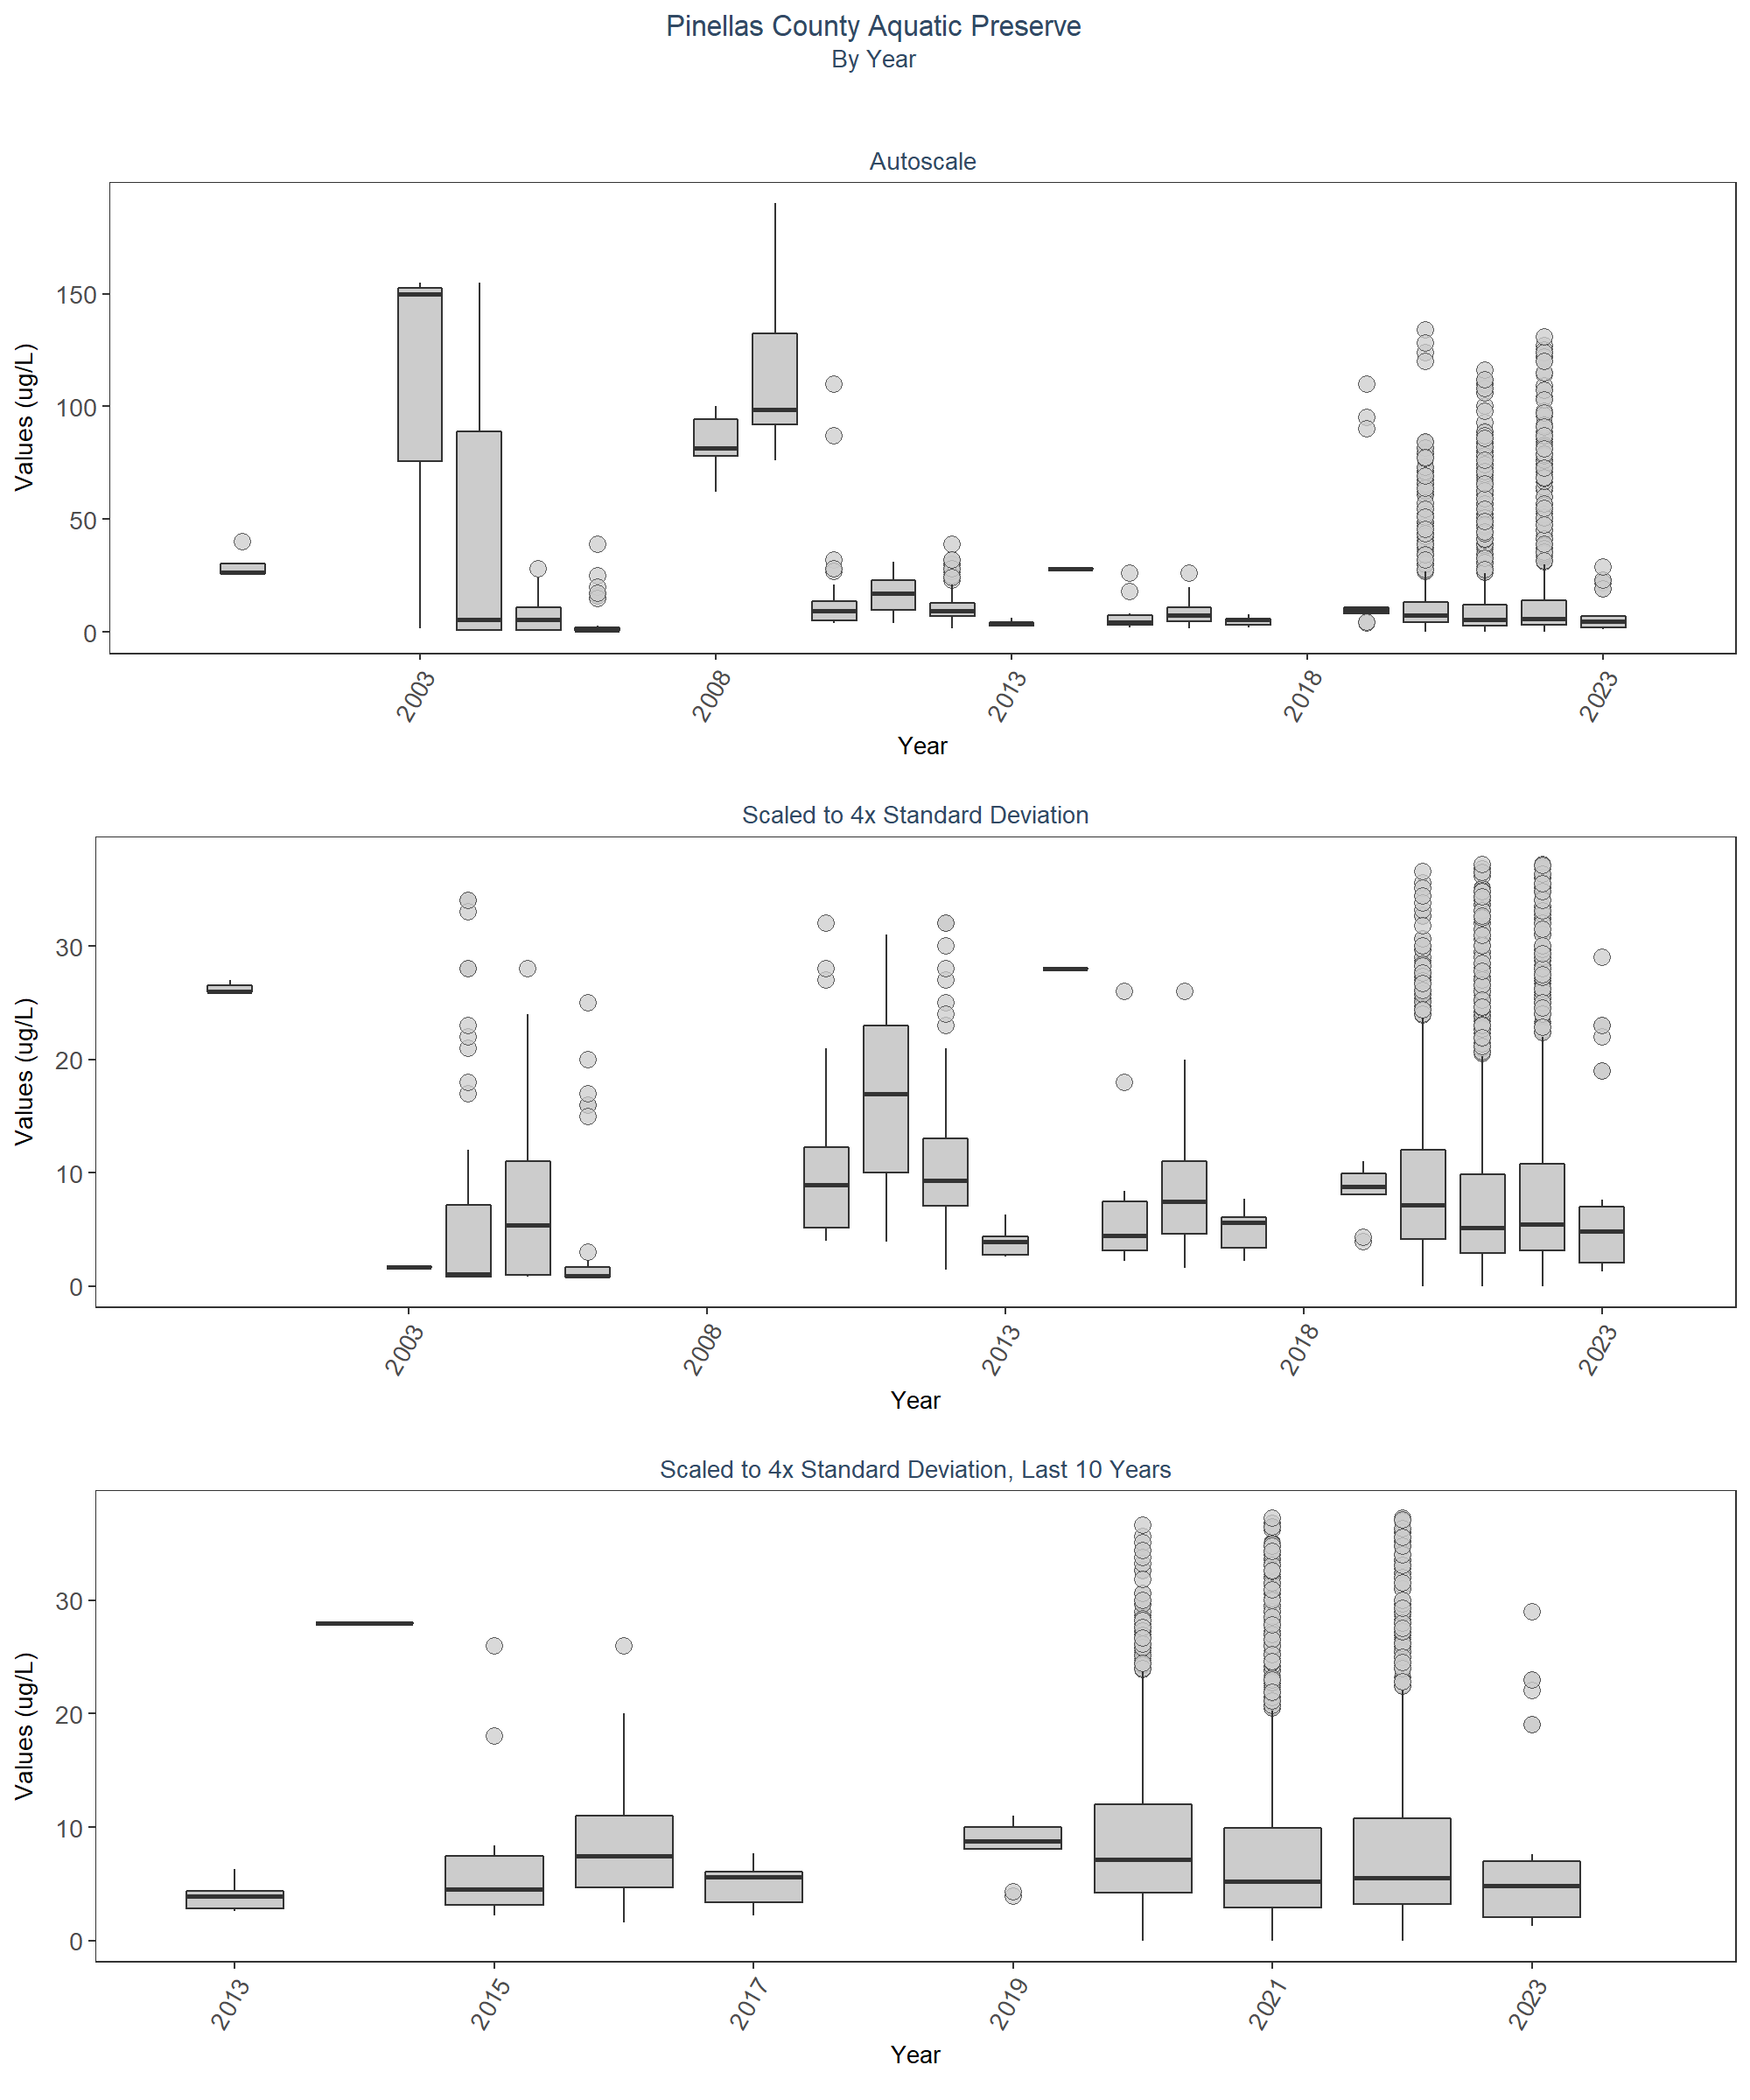 Pinellas County Aquatic Preserve
By Year
Autoscale
Values (ug/L)
150
100
50
0
2003
2008
2013
2018
2023
Year
Scaled to 4x Standard Deviation
Values (ug/L)
30
20
10
0
2003
2008
2013
2018
2023
Year
Scaled to 4x Standard Deviation, Last 10 Years
Values (ug/L)
30
20
10
0
2013
2015
2017
2019
2021
2023
Year